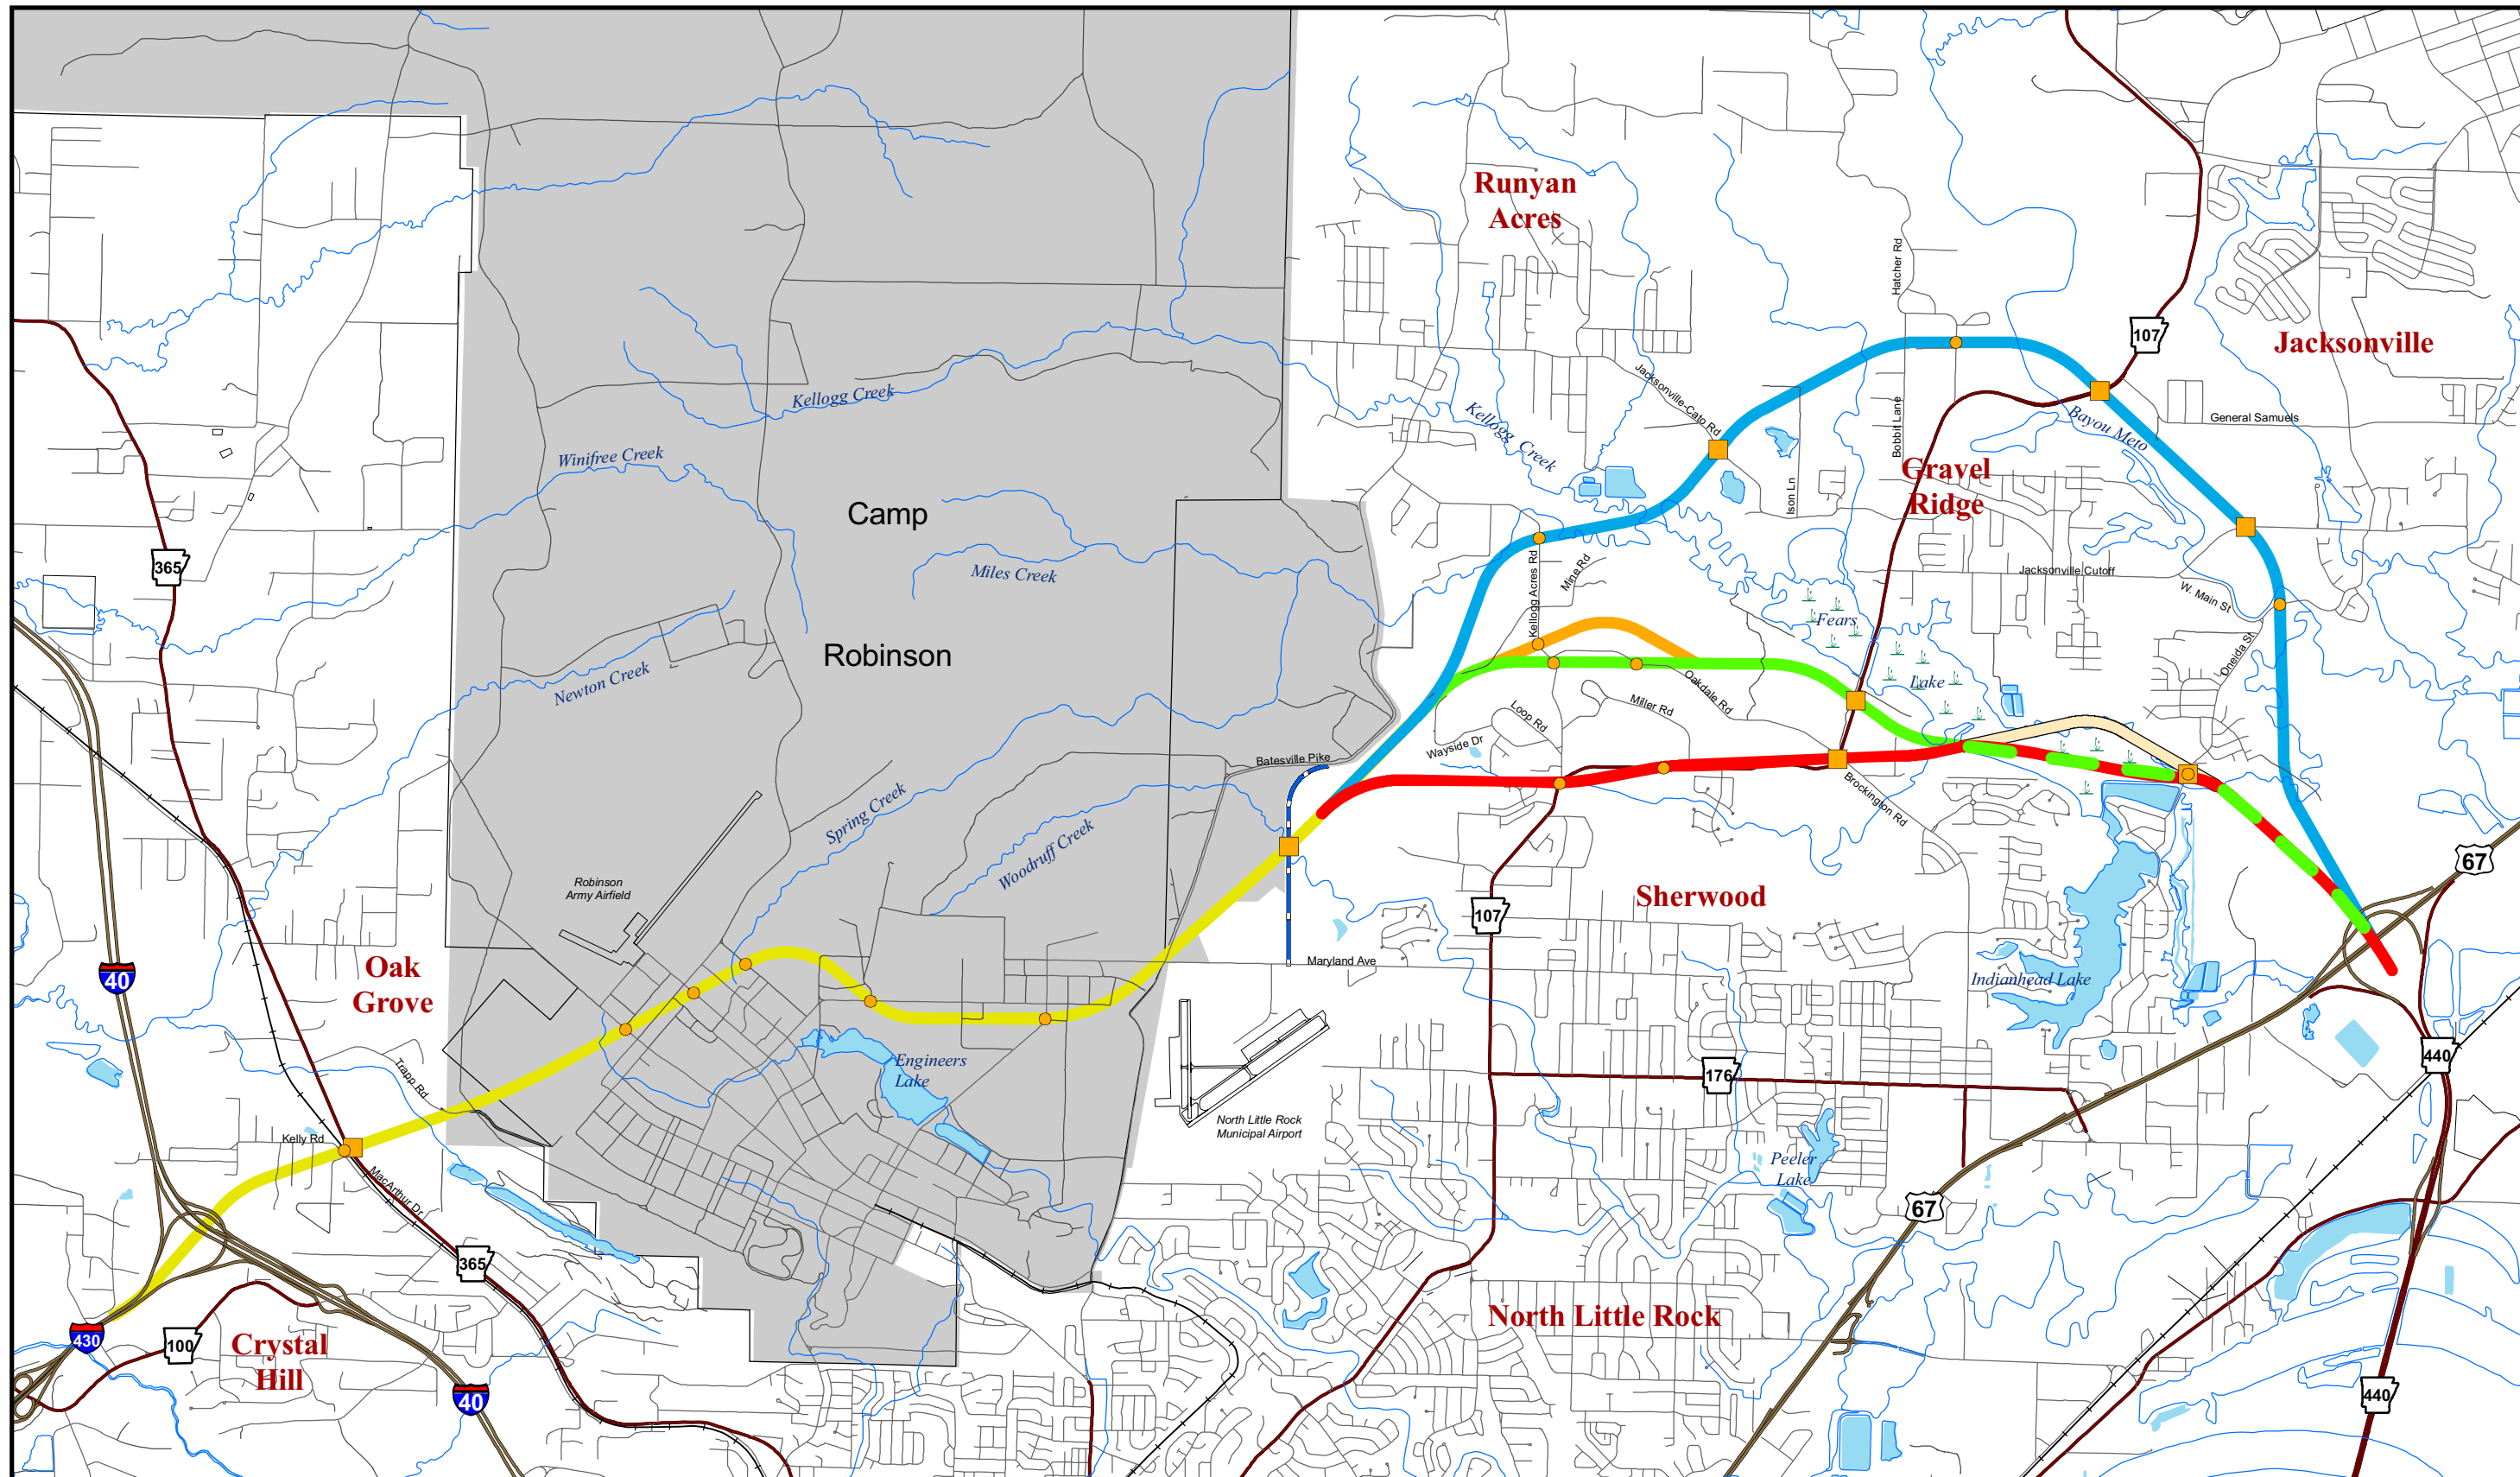 Runyan
Acres
Hatcher Rd
107
Jacksonville
Jacksonville-Cato Rd
Kellogg Creek
Kellogg Creek
Bobbit Lane
Bayou Meto
General Samuels
Winifree Creek
Gravel
Ridge
Ison Ln
Camp
365
Miles Creek
Kellogg Acres Rd
Mine Rd
Jacksonville Cutoff
W. Main St
Fears
Robinson
Oneida St
Newton Creek
Lake
Oakdale Rd
Miller Rd
Loop Rd
Wayside Dr
Batesville Pike
Brockington Rd
Spring Creek
Woodruff Creek
67
Robinson
Army Airfield
Sherwood
107
Oak
Grove
40
Maryland Ave
Indianhead Lake
Engineers
Lake
440
176
Trapp Rd
North Little Rock
Municipal Airport
Kelly Rd
Peeler
Lake
MacArthur Dr
67
365
North Little Rock
430
100
Crystal
Hill
40
440